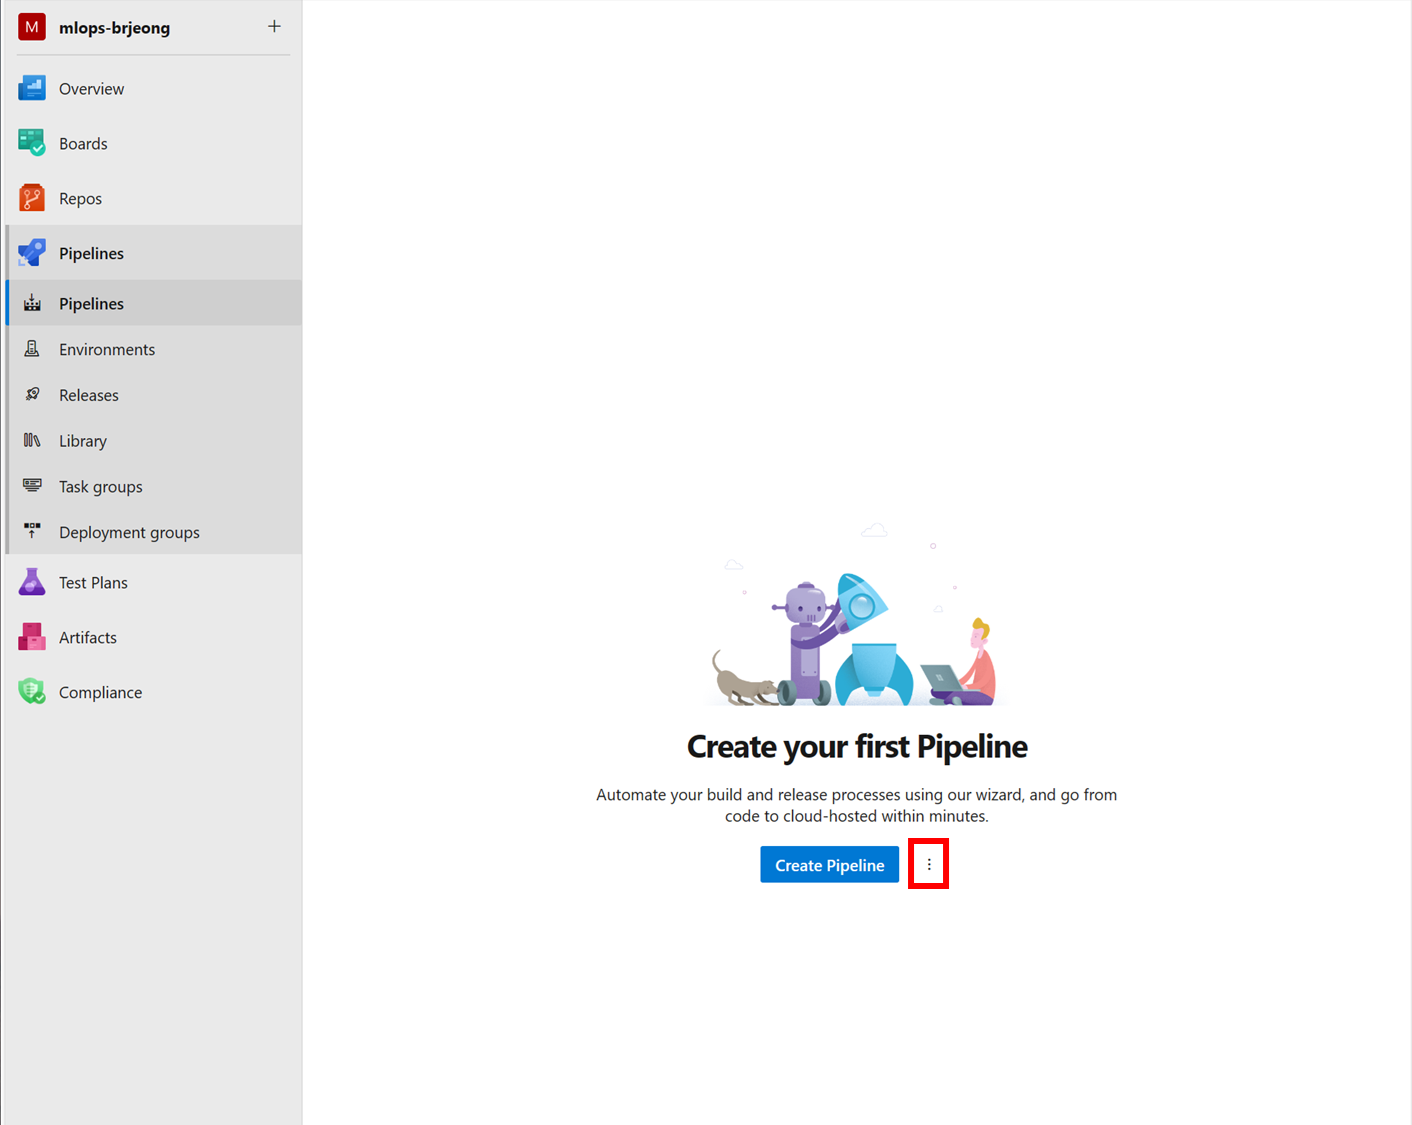 M mlops-brjeong +
Overview
Boards
Repos
Pipelines
Pipelines
Environments
Releases
Library
Task groups
Deployment groups
Test Plans
Artifacts
Compliance
Create your first Pipeline
Automate your build and release processes using our wizard, and go from
code to cloud-hosted within minutes.
Create Pipeline